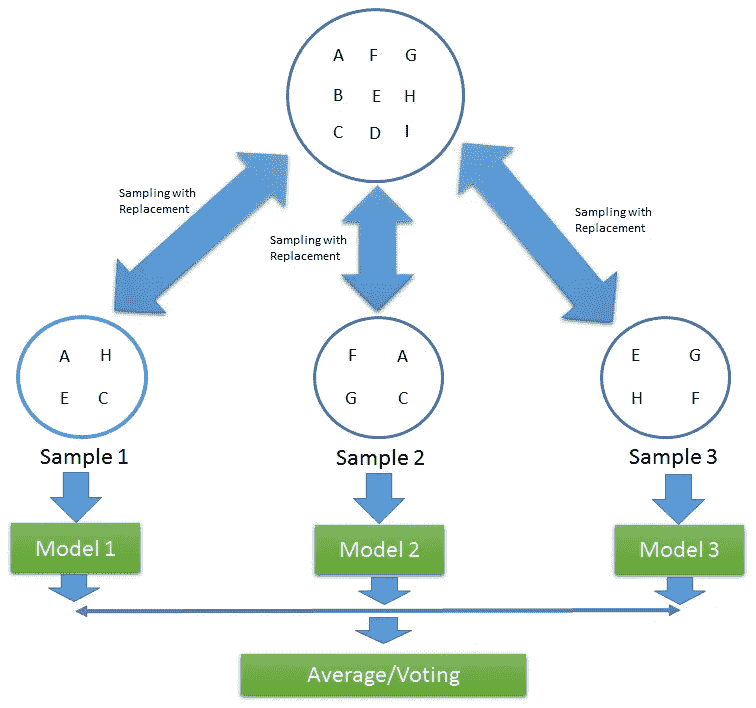 A F G
B E H
C D I
Sampling with
Replacement
Sampling with
Replacement
Sampling with
Replacement
A H
E C
F A
G C
E G
H F
Sample 1
Sample 2
Sample 3
Model 1
Model 2
Model 3
Average/Voting